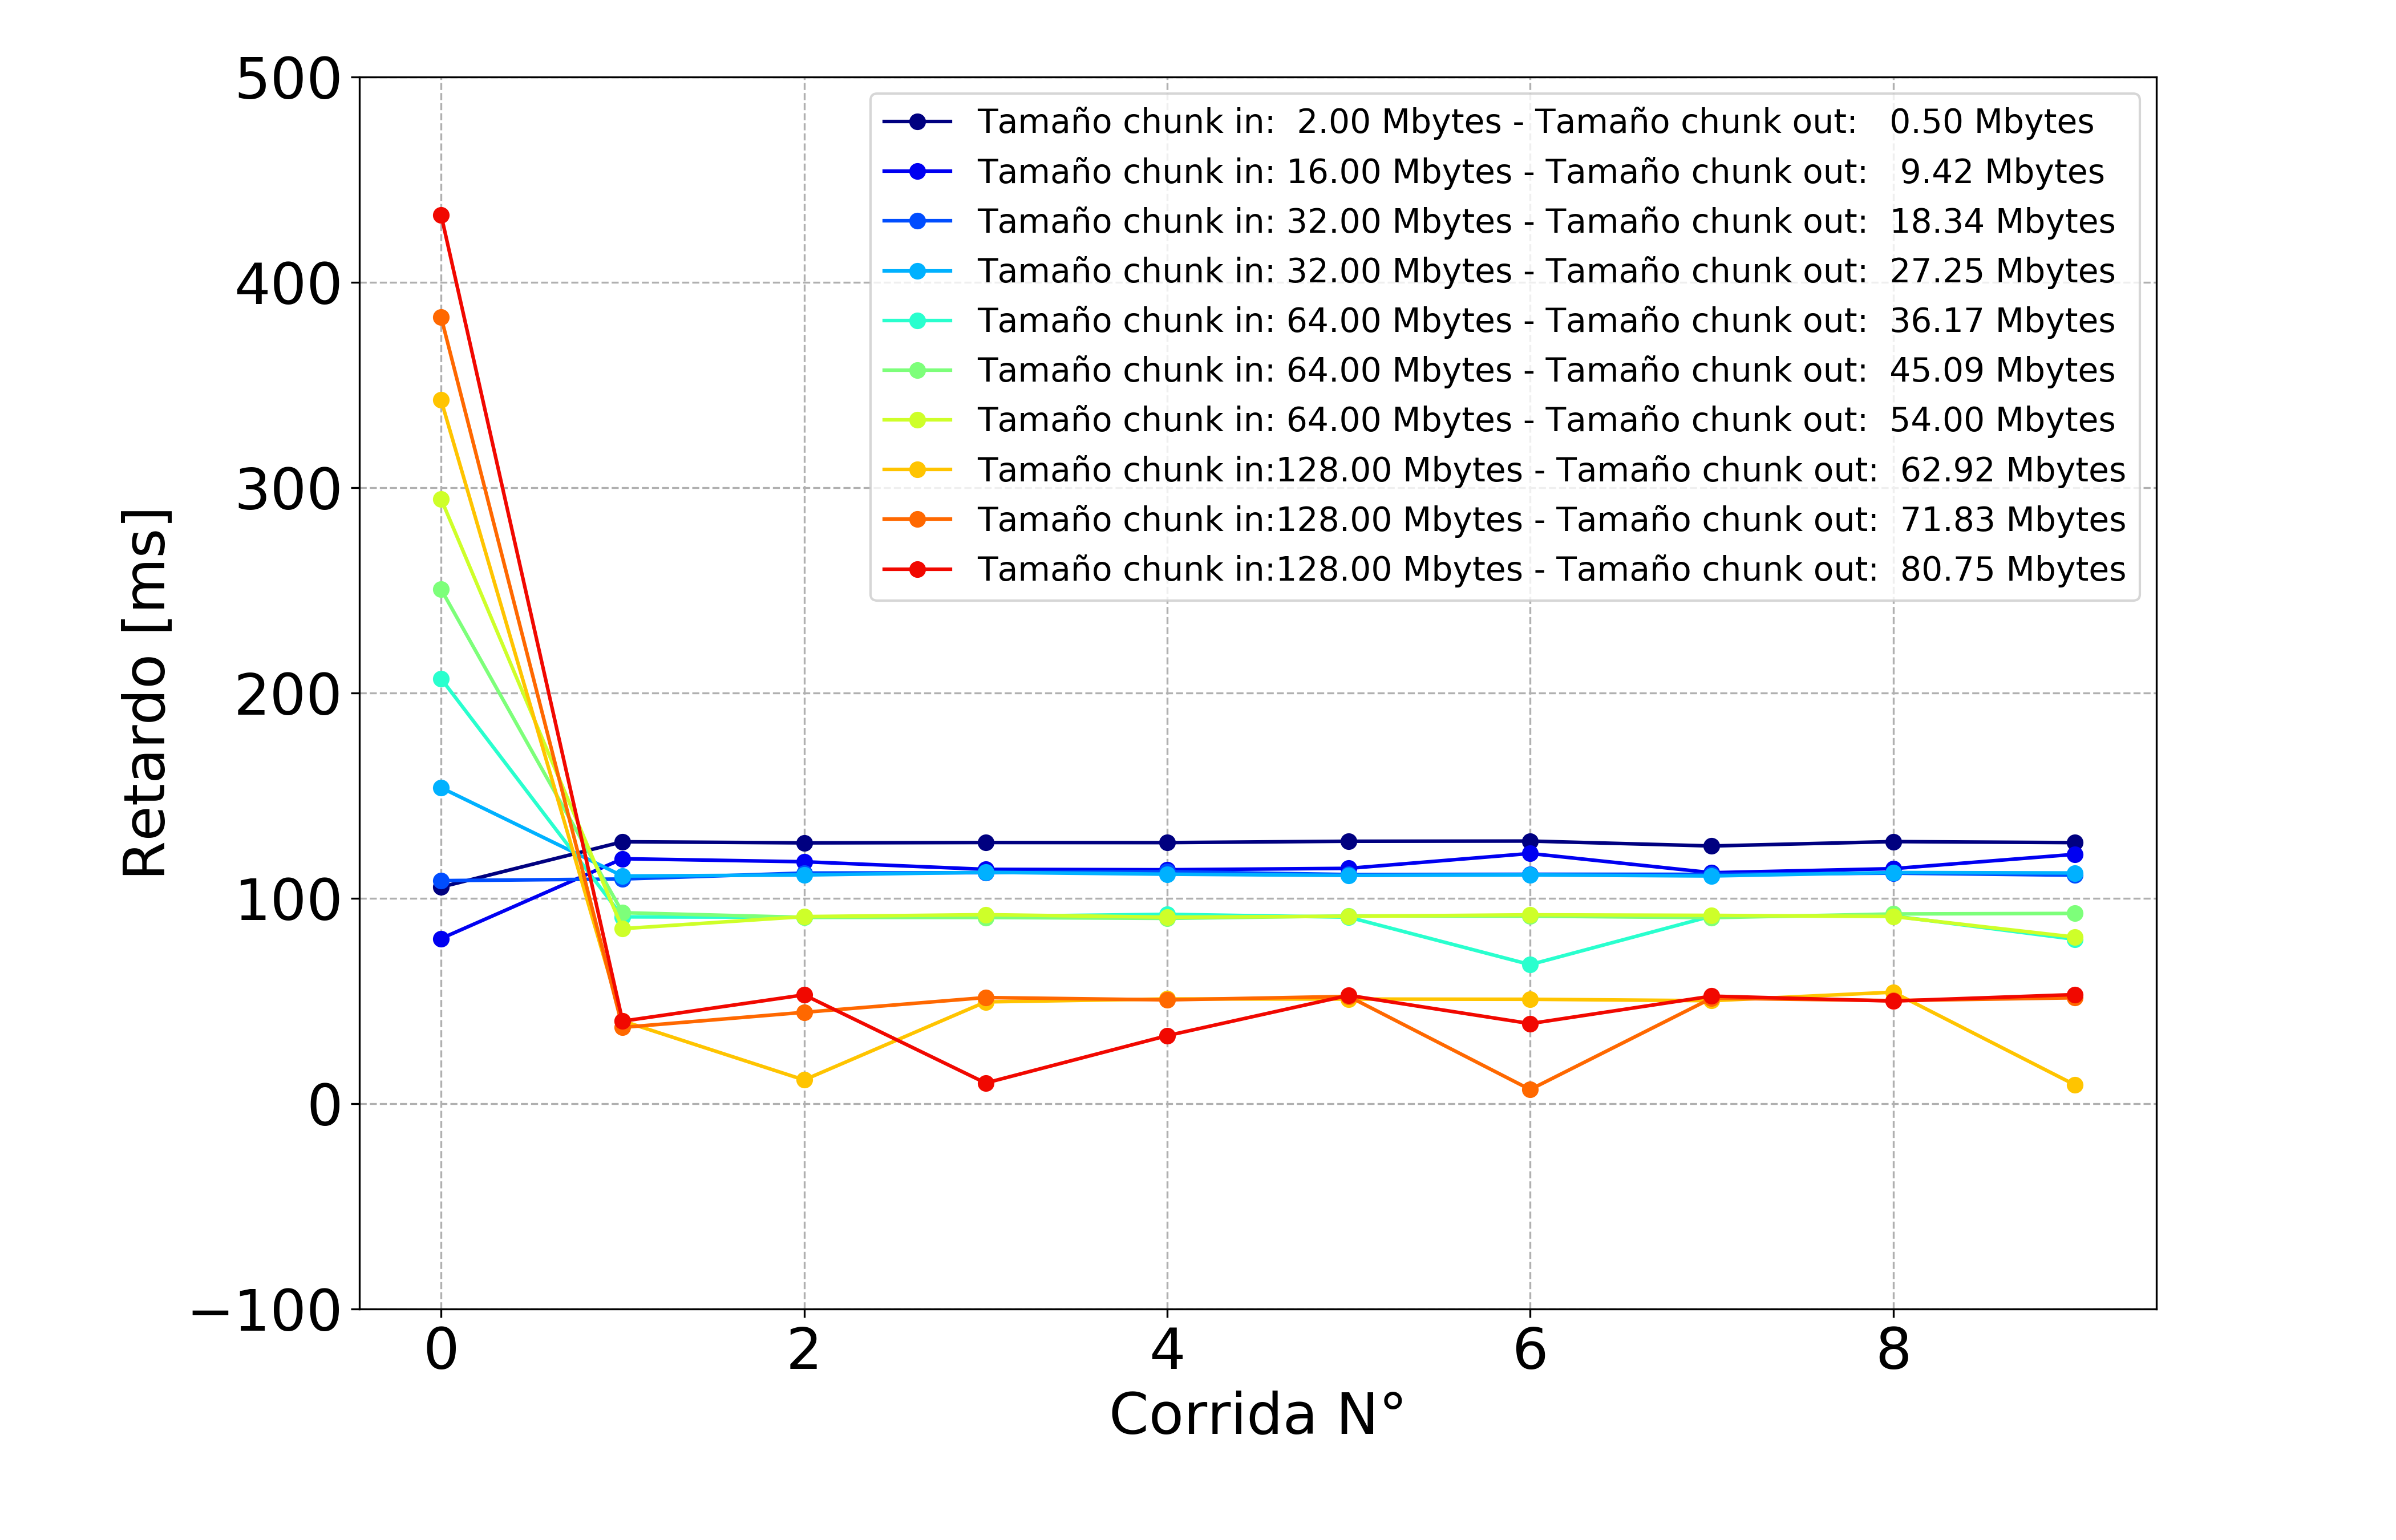 500
400
300
200
100
0
−100
Retardo [ms]
Tamaño chunk in:  2.00 Mbytes - Tamaño chunk out:   0.50 Mbytes
Tamaño chunk in: 16.00 Mbytes - Tamaño chunk out:   9.42 Mbytes
Tamaño chunk in: 32.00 Mbytes - Tamaño chunk out:  18.34 Mbytes
Tamaño chunk in: 32.00 Mbytes - Tamaño chunk out:  27.25 Mbytes
Tamaño chunk in: 64.00 Mbytes - Tamaño chunk out:  36.17 Mbytes
Tamaño chunk in: 64.00 Mbytes - Tamaño chunk out:  45.09 Mbytes
Tamaño chunk in: 64.00 Mbytes - Tamaño chunk out:  54.00 Mbytes
Tamaño chunk in:128.00 Mbytes - Tamaño chunk out:  62.92 Mbytes
Tamaño chunk in:128.00 Mbytes - Tamaño chunk out:  71.83 Mbytes
Tamaño chunk in:128.00 Mbytes - Tamaño chunk out:  80.75 Mbytes
0 2 4 6 8
Corrida N°